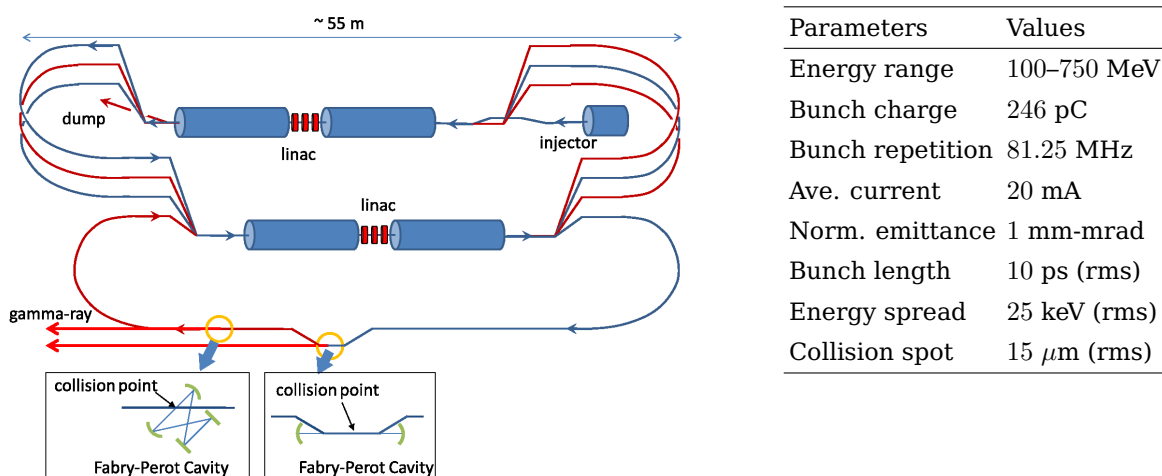 ~ 55 m
dump
linac
injector
linac
gamma-ray
collision point
Fabry-Perot Cavity
collision point
Fabry-Perot Cavity
Parameters Values
Energy range 100–750 MeV
Bunch charge 246 pC
Bunch repetition 81.25 MHz
Ave. current 20 mA
Norm. emittance 1 mm-mrad
Bunch length 10 ps (rms)
Energy spread 25 keV (rms)
Collision spot 15 μm (rms)